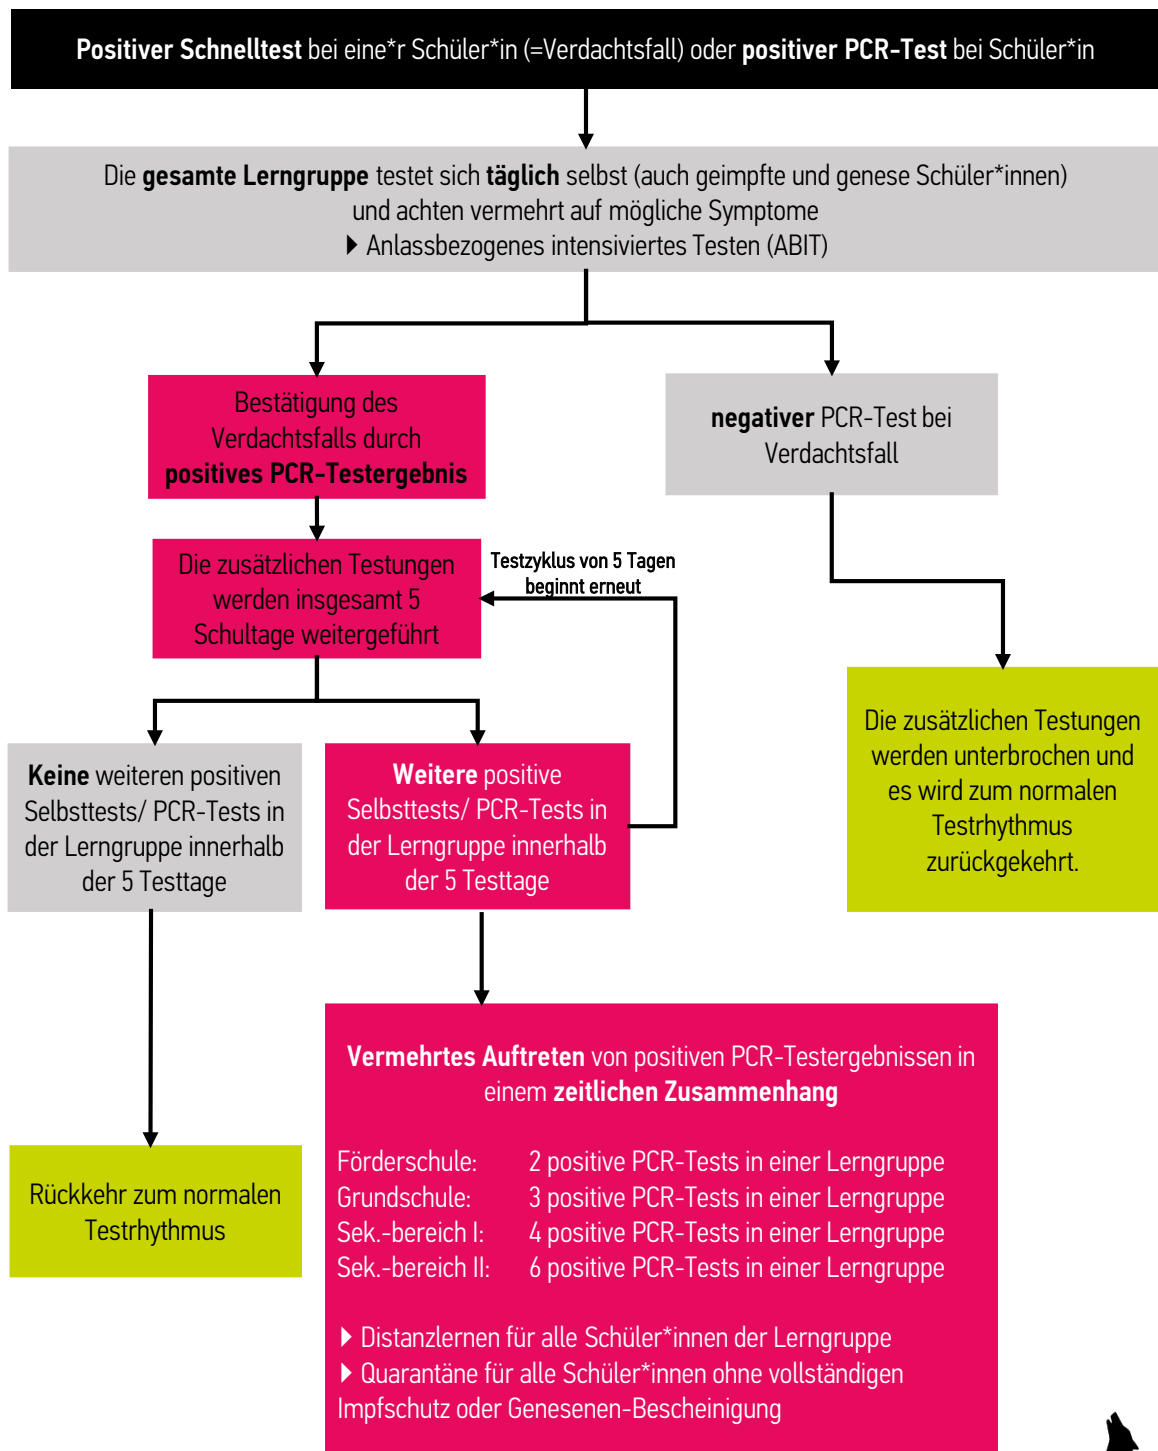 Positiver Schnelltest bei eine*r Schüler*in (=Verdachtsfall) oder positiver PCR-Test bei Schüler*in
Die gesamte Lerngruppe testet sich täglich selbst (auch geimpfte und genese Schüler*innen)
und achten vermehrt auf mögliche Symptome
Anlassbezogenes intensiviertes Testen (ABIT)
Bestätigung des
Verdachtsfalls durch
positives PCR-Testergebnis
negativer PCR-Test bei
Verdachtsfall
Die zusätzlichen Testungen
werden insgesamt 5
Schultage weitergeführt
Testzyklus von 5 Tagen
beginnt erneut
Keine weiteren positiven
Selbsttests/ PCR-Tests in
der Lerngruppe innerhalb
der 5 Testtage
Weitere positive
Selbsttests/ PCR-Tests in
der Lerngruppe innerhalb
der 5 Testtage
Die zusätzlichen Testungen
werden unterbrochen und
es wird zum normalen
Testrhythmus
zurückgekehrt.
Rückkehr zum normalen
Testrhythmus
Vermehrtes Auftreten von positiven PCR-Testergebnissen in
einem zeitlichen Zusammenhang
Förderschule: 2 positive PCR-Tests in einer Lerngruppe
Grundschule: 3 positive PCR-Tests in einer Lerngruppe
Sek.-bereich I: 4 positive PCR-Tests in einer Lerngruppe
Sek.-bereich II: 6 positive PCR-Tests in einer Lerngruppe
Distanzlernen für alle Schüler*innen der Lerngruppe
Quarantäne für alle Schüler*innen ohne vollständigen
Impfschutz oder Genesenen-Bescheinigung